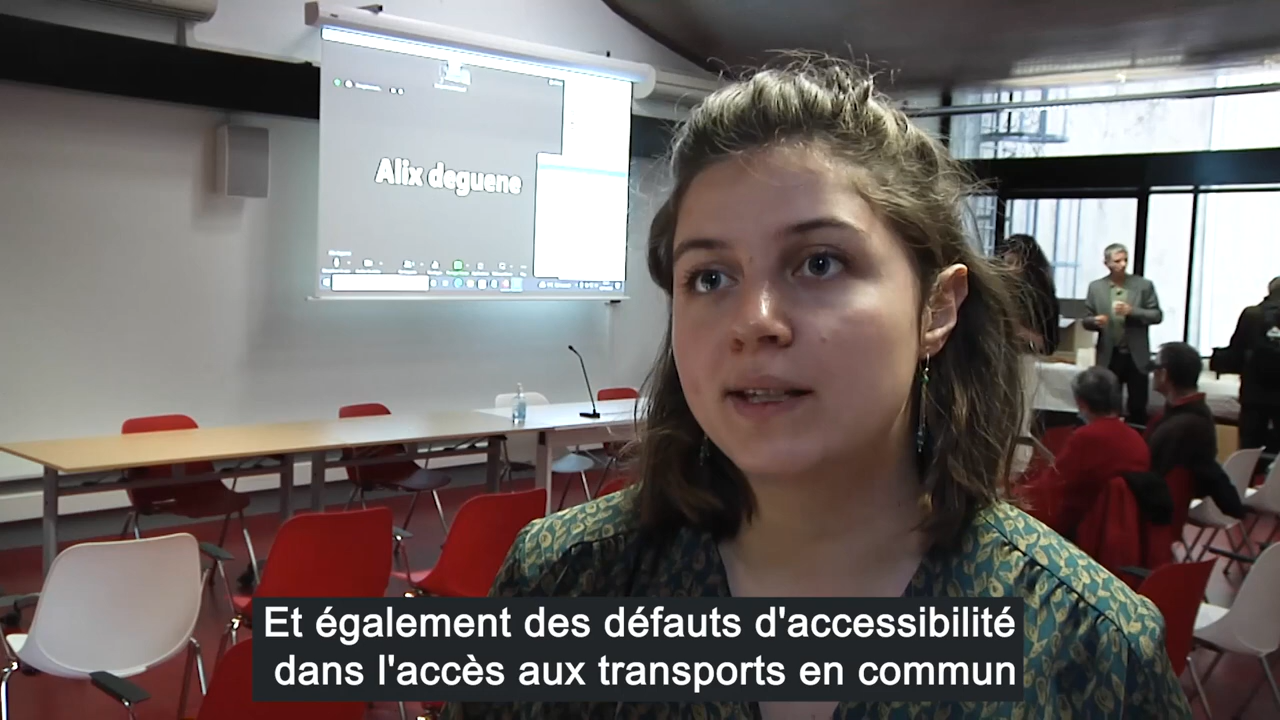 Alix deguene
Et également des défauts d'accessibilité
dans l'accès aux transports en commun